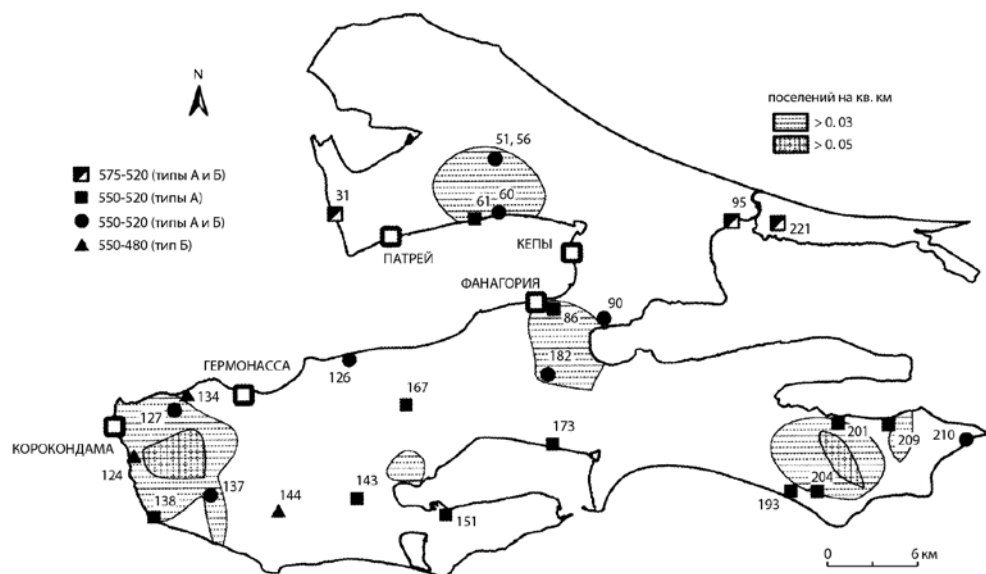 N
поселений на кв. км
> 0. 03
> 0. 05
575-520 (типы А и Б)
550-520 (типы А)
550-520 (типы А и Б)
550-480 (тип Б)
51, 56
31
61
60
95
221
ПАТРЕЙ
КЕПЫ
ФАНАГОРИЯ
86
90
182
ГЕРМОНАССА
126
134
167
127
КОРОКОНДАМА
173
201
209
210
124
137
143
204
138
144
151
193
0
6 км